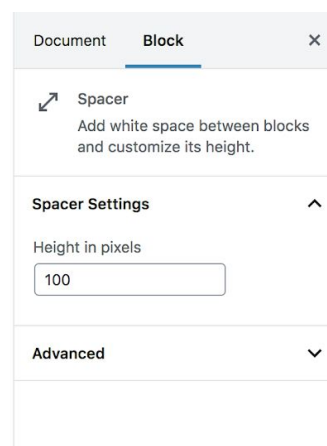 Document Block
Spacer
Add white space between blocks
and customize its height.
Spacer Settings
Height in pixels
100
Advanced